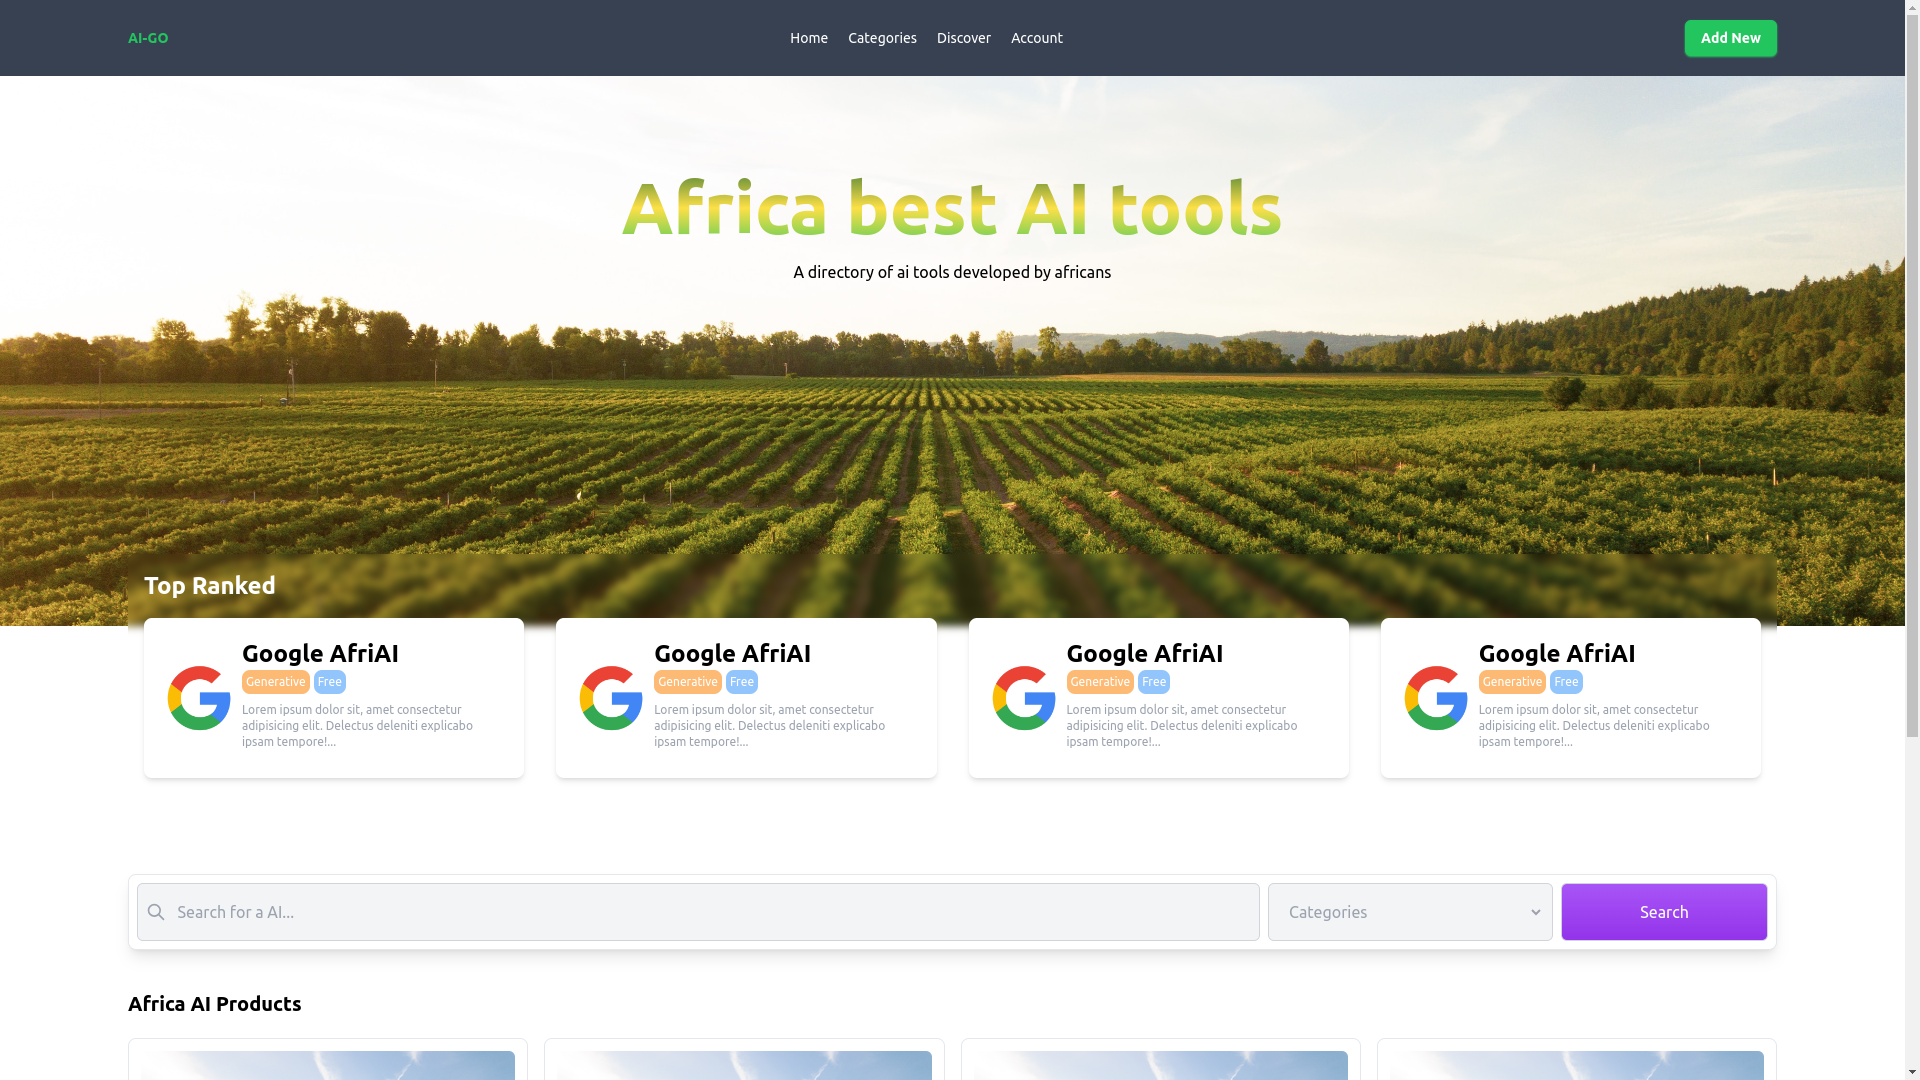 AI-GO
Home Categories Discover Account
Add New
Africa best AI tools
A directory of ai tools developed by africans
Top Ranked
Google AfriAI
Generative Free
Lorem ipsum dolor sit, amet consectetur
adipisicing elit. Delectus deleniti explicabo
ipsam tempore!...
Google AfriAI
Generative Free
Lorem ipsum dolor sit, amet consectetur
adipisicing elit. Delectus deleniti explicabo
ipsam tempore!...
Google AfriAI
Generative Free
Lorem ipsum dolor sit, amet consectetur
adipisicing elit. Delectus deleniti explicabo
ipsam tempore!...
Google AfriAI
Generative Free
Lorem ipsum dolor sit, amet consectetur
adipisicing elit. Delectus deleniti explicabo
ipsam tempore!...
Search for a AI...
Categories
Search
Africa AI Products